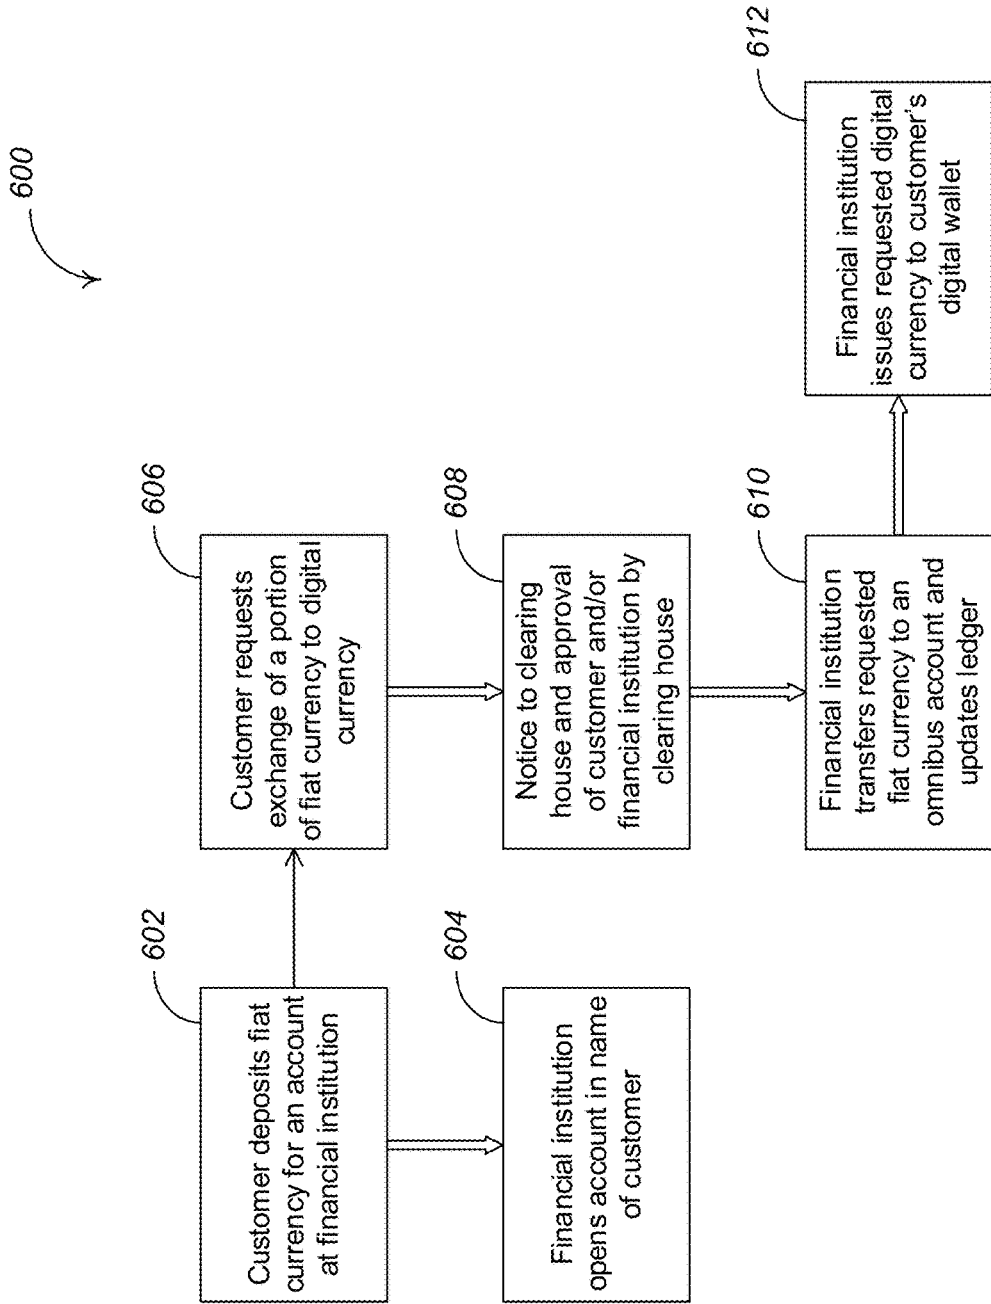 600
602
Customer deposits fiat
currency for an account
at financial institution
604
Financial institution
opens account in name
of customer
606
Customer requests
exchange of a portion
of fiat currency to digital
currency
608
Notice to clearing
house and approval
of customer and/or
financial institution by
clearing house
610
Financial institution
transfers requested
fiat currency to an
omnibus account and
updates ledger
612
Financial institution
issues requested digital
currency to customer's
digital wallet